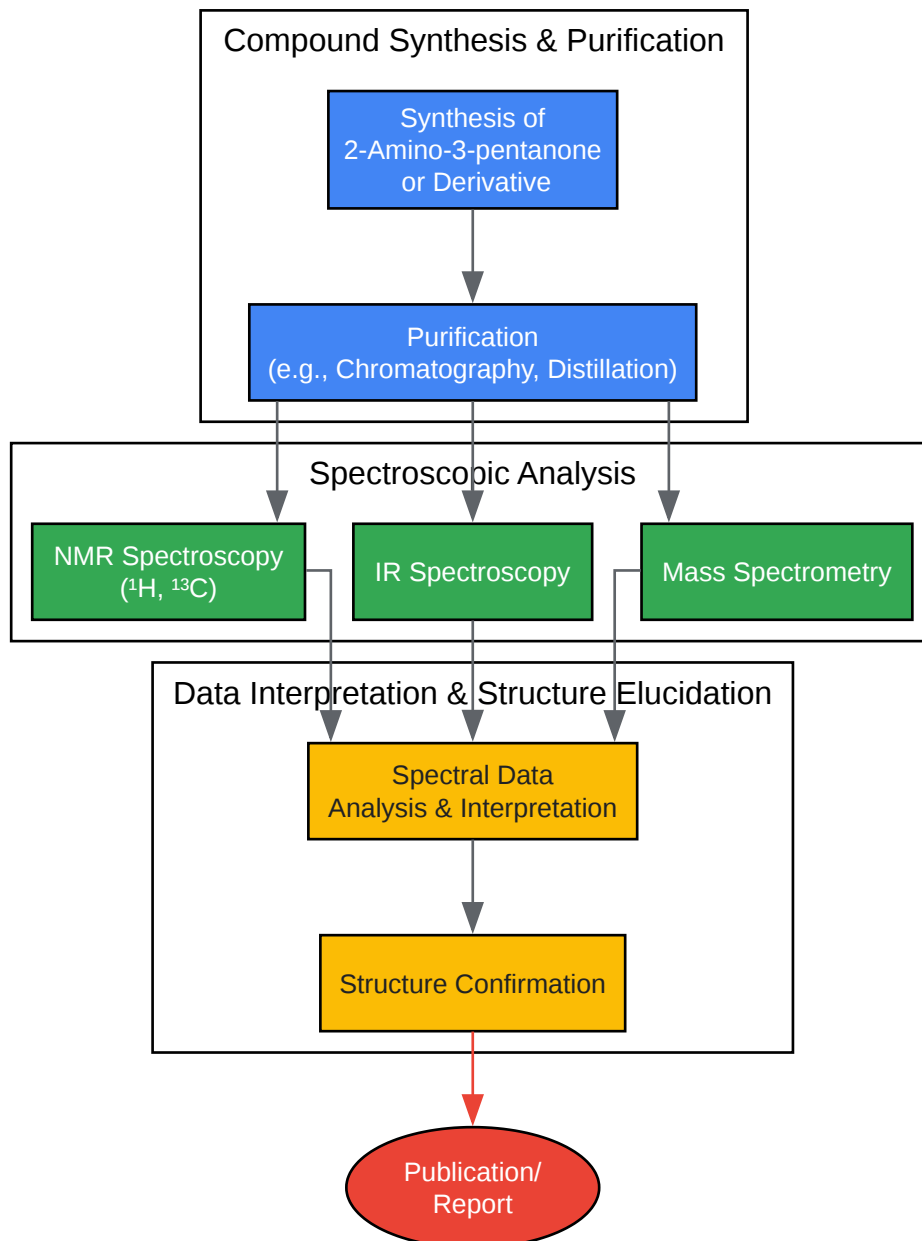 Compound Synthesis & Purification
Synthesis of
2-Amino-3-pentanone
or Derivative
Purification
(e.g., Chromatography, Distillation)
Spectroscopic Analysis
NMR Spectroscopy
(¹H, ¹³C)
IR Spectroscopy
Mass Spectrometry
Data Interpretation & Structure Elucidation
Spectral Data
Analysis & Interpretation
Structure Confirmation
Publication/
Report